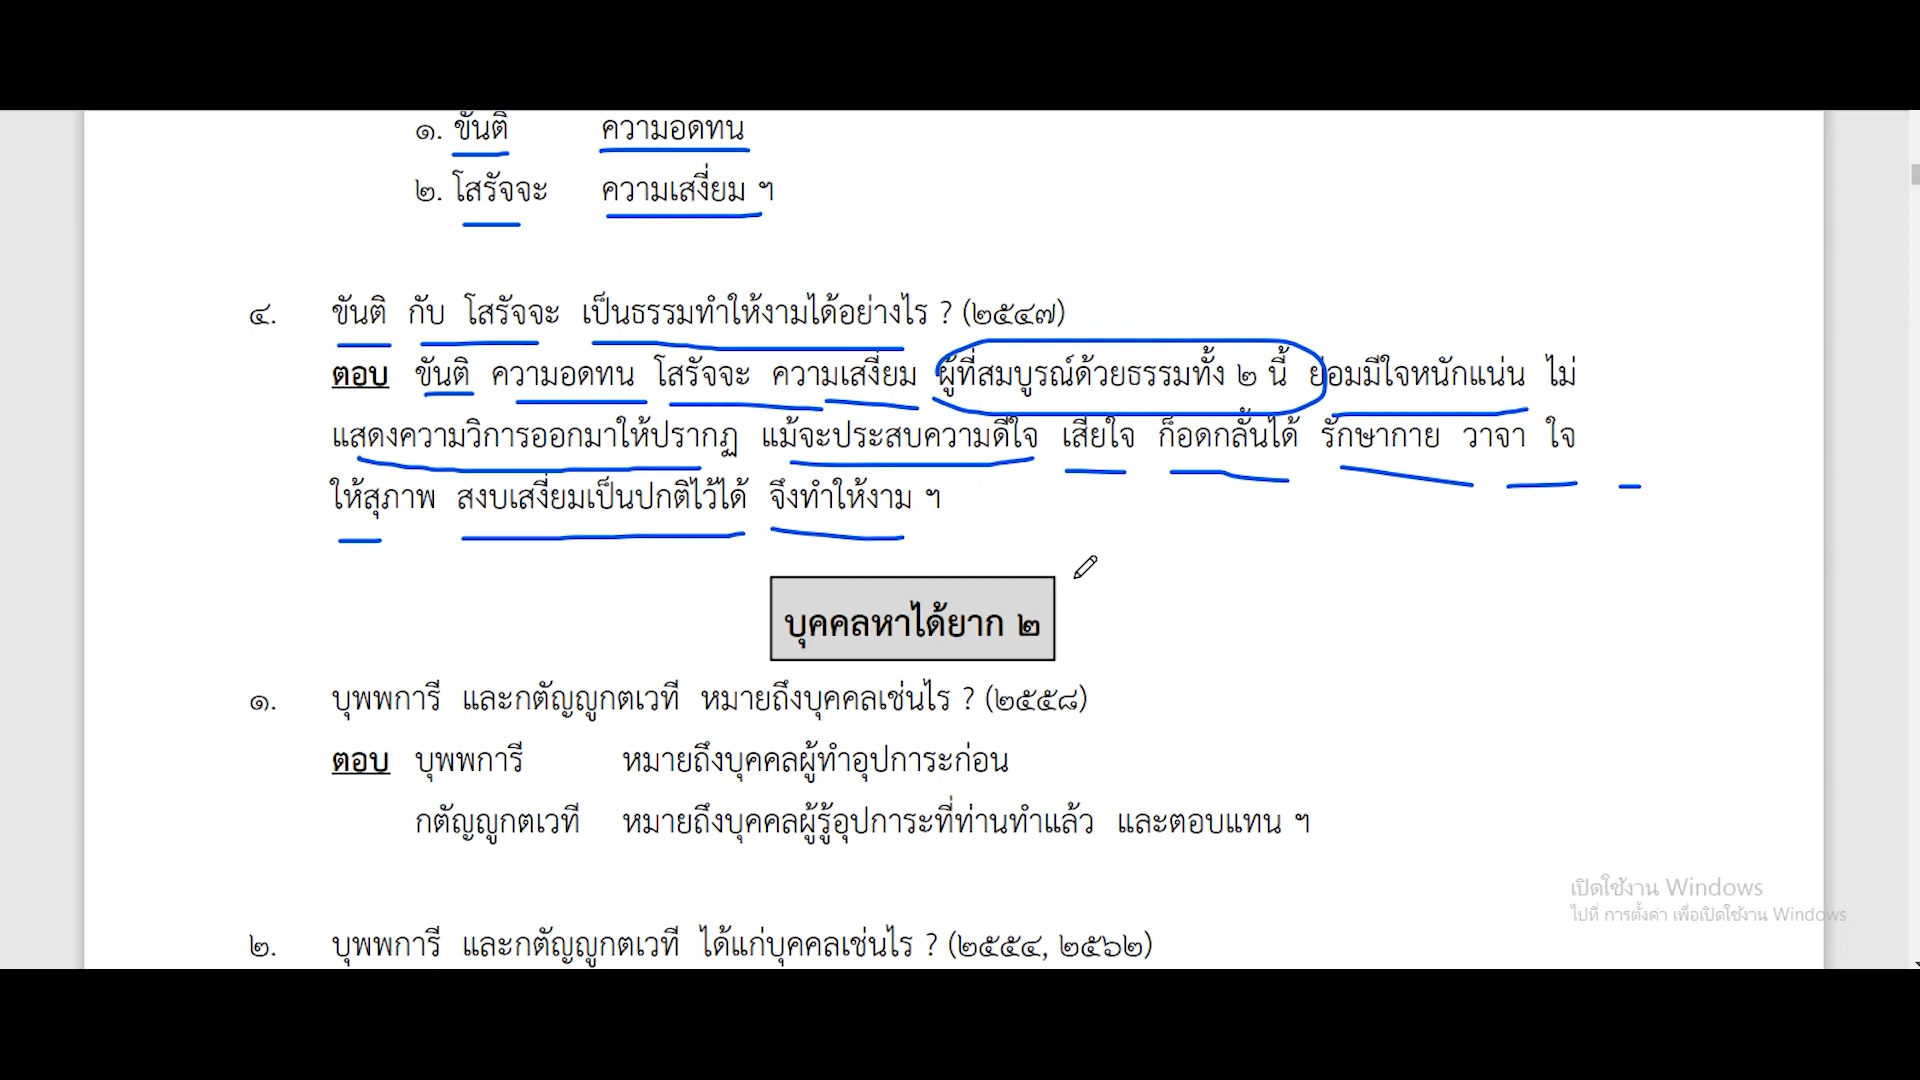 ๑. ขันติ ความอดทน
๒. โสรัจจะ ความเสงี่ยม ฯ
๔. ขันติ กับ โสรัจจะ เป็นธรรมทำให้งามได้อย่างไร ? (๒๕๔๗)
ตอบ ขันติ ความอดทน โสรัจจะ ความเสงี่ยม ผู้ที่สมบูรณ์ด้วยธรรมทั้ง ๒ นี้ ย่อมมีใจหนักแน่น ไม่
แสดงความวิการออกมาให้ปรากฏ แม้จะประสบความดีใจ เสียใจ ก็อดกลั้นได้ รักษากาย วาจา ใจ
ให้สุภาพ สงบเสงี่ยมเป็นปกติไว้ได้ จึงทำให้งาม ฯ
บุคคลหาได้ยาก ๒
๑. บุพพการี และกตัญญูกตเวที หมายถึงบุคคลเช่นไร ? (๒๕๕๘)
ตอบ บุพพการี หมายถึงบุคคลผู้ทำอุปการะก่อน
กตัญญูกตเวที หมายถึงบุคคลผู้รู้อุปการะที่ท่านทำแล้ว และตอบแทน ฯ
เปิดใช้งาน Windows
ไปที่ การตั้งค่า เพื่อเปิดใช้งาน Windows
๒. บุพพการี และกตัญญูกตเวที ได้แก่บุคคลเช่นไร ? (๒๕๕๔, ๒๕๖๒)